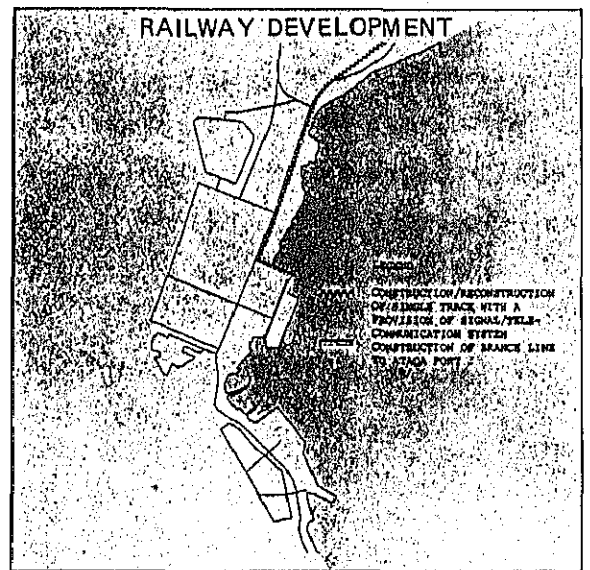 RAILWAY DEVELOPMENT
LEGEND
CONSTRUCTION/RECONSTRUCTION
OF SINGLE TRACK WITH A
PROVISION OF SIGNAL/TELE-
COMMUNICATION SYSTEM
CONSTRUCTION OF BRANCE LINE
TO ATAQA PORT